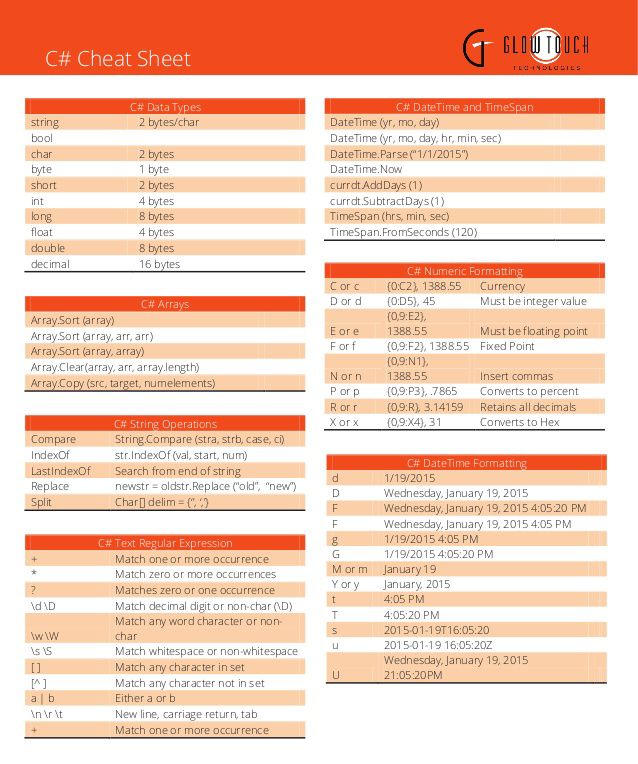 C# Cheat Sheet
GLOWTOUCH
TECHNOLOGIES
C# Data Types
string 2 bytes/char
bool
char 2 bytes
byte 1 byte
short 2 bytes
int 4 bytes
long 8 bytes
float 4 bytes
double 8 bytes
decimal 16 bytes
C# Arrays
Array.Sort (array)
Array.Sort (array, arr, arr)
Array.Sort (array, array)
Array.Clear(array, arr, array.length)
Array.Copy (src, target, numelements)
C# String Operations
Compare String.Compare (stra, strb, case, ci)
IndexOf str.IndexOf (val, start, num)
LastIndexOf Search from end of string
Replace newstr = oldstr.Replace (“old”, “new”)
Split Char[] delim = {‘’, ‘,’}
C# Text Regular Expression
+ Match one or more occurrence
* Match zero or more occurrences
? Matches zero or one occurrence
\d \D Match decimal digit or non-char (\D)
Match any word character or non-
\w \W char
\s \S Match whitespace or non-whitespace
[ ] Match any character in set
[^ ] Match any character not in set
a | b Either a or b
\n \r \t New line, carriage return, tab
+ Match one or more occurrence
C# DateTime and TimeSpan
DateTime (yr, mo, day)
DateTime (yr, mo, day, hr, min, sec)
DateTime.Parse (“1/1/2015”)
DateTime.Now
currdt.AddDays (1)
currdt.SubtractDays (1)
TimeSpan (hrs, min, sec)
TimeSpan.FromSeconds (120)
C# Numeric Formatting
C or c {0:C2}, 1388.55 Currency
D or d {0:D5}, 45 Must be integer value
{0,9:E2},
E or e 1388.55 Must be floating point
F or f {0,9:F2}, 1388.55 Fixed Point
{0,9:N1},
N or n 1388.55 Insert commas
P or p {0,9:P3}, .7865 Converts to percent
R or r {0,9:R}, 3.14159 Retains all decimals
X or x {0,9:X4}, 31 Converts to Hex
C# DateTime Formatting
d 1/19/2015
D Wednesday, January 19, 2015
F Wednesday, January 19, 2015 4:05:20 PM
F Wednesday, January 19, 2015 4:05 PM
g 1/19/2015 4:05 PM
G 1/19/2015 4:05:20 PM
M or m January 19
Y or y January, 2015
t 4:05 PM
T 4:05:20 PM
s 2015-01-19T16:05:20
u 2015-01-19 16:05:20Z
Wednesday, January 19, 2015
U 21:05:20PM